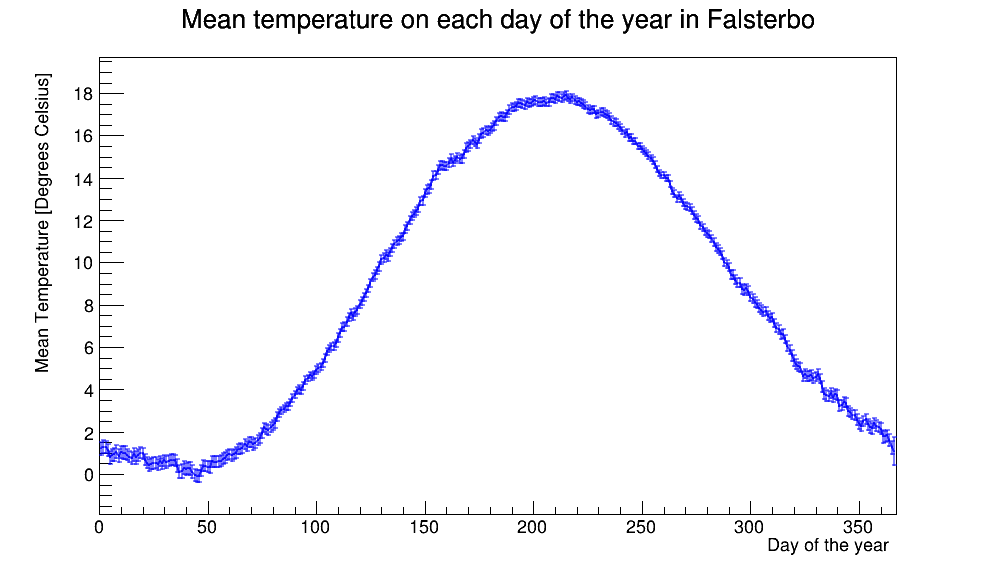 Mean temperature on each day of the year in Falsterbo
Mean Temperature [Degrees Celsius]
18
16
14
12
10
8
6
4
2
0
0 50 100 150 200 250 300 350
Day of the year